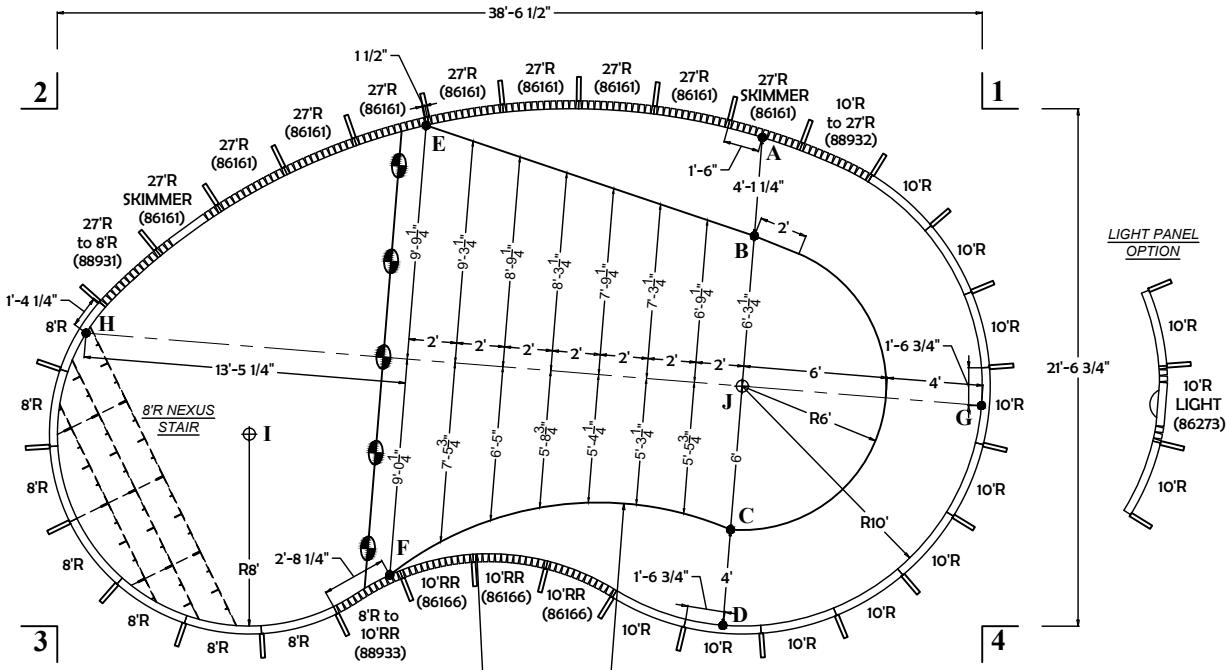 38'-6 1/2"
2
1
1 1/2"
27'R
(86161)
27'R
(86161)
27'R
(86161)
27'R
(86161)
27'R
(86161)
27'R
SKIMMER
(86161)
10'R
to 27'R
(88932)
27'R
(86161)
27'R
(86161)
27'R
(86161)
27'R
SKIMMER
(86161)
27'R
to 8'R
(88931)
E
A
1'-6"
4'-1 1/4"
B
2'
10'R
10'R
10'R
10'R
10'R
10'R
10'R
10'R
10'R
10'R
10'R
LIGHT PANEL
OPTION
10'R
10'R
LIGHT
(86273)
10'R
21'-6 3/4"
1'-4 1/4"
8'R
H
9'-9 1/4"
9'-3 1/4"
8'-9 1/4"
8'-3 1/4"
7'-9 1/4"
7'-3 1/4"
6'-9 1/4"
6'-3 1/4"
2'
2'
2'
2'
2'
2'
2'
6'
4'
1'-6 3/4"
13'-5 1/4"
J
G
R6'
R10'
8'R NEXUS
STAIR
I
R8'
9'-0 1/4"
7'-5 3/4"
6'-5"
5'-8 3/4"
5'-4 1/4"
5'-3 1/4"
5'-5 3/4"
6'
8'R
8'R
8'R
8'R
8'R
8'R
2'-8 1/4"
F
C
4'
D
1'-6 3/4"
8'R to
10'RR
(88933)
10'RR
(86166)
10'RR
(86166)
10'RR
(86166)
3
4